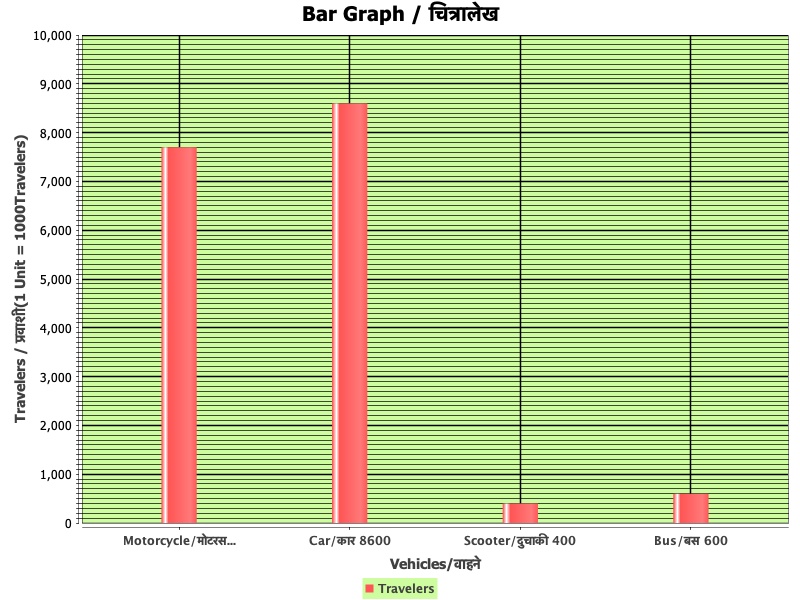 Bar Graph / चित्रालेख
10,000
9,000
8,000
7,000
6,000
5,000
4,000
3,000
2,000
1,000
0
Travelers / प्रवाशी(1 Unit = 1000Travelers)
Motorcycle/मोटरस... Car/कार 8600 Scooter/दुचाकी 400 Bus/बस 600
Vehicles/वाहने
Travelers